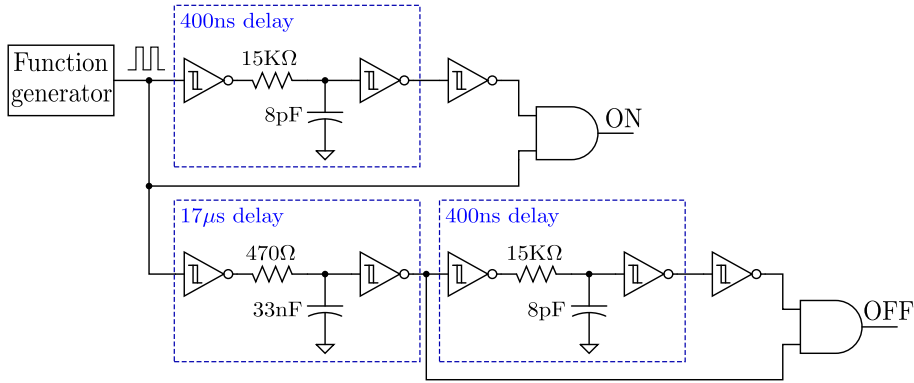 400ns delay
Function
generator
15KΩ
8pF
ON
17μs delay
470Ω
33nF
400ns delay
15KΩ
8pF
OFF